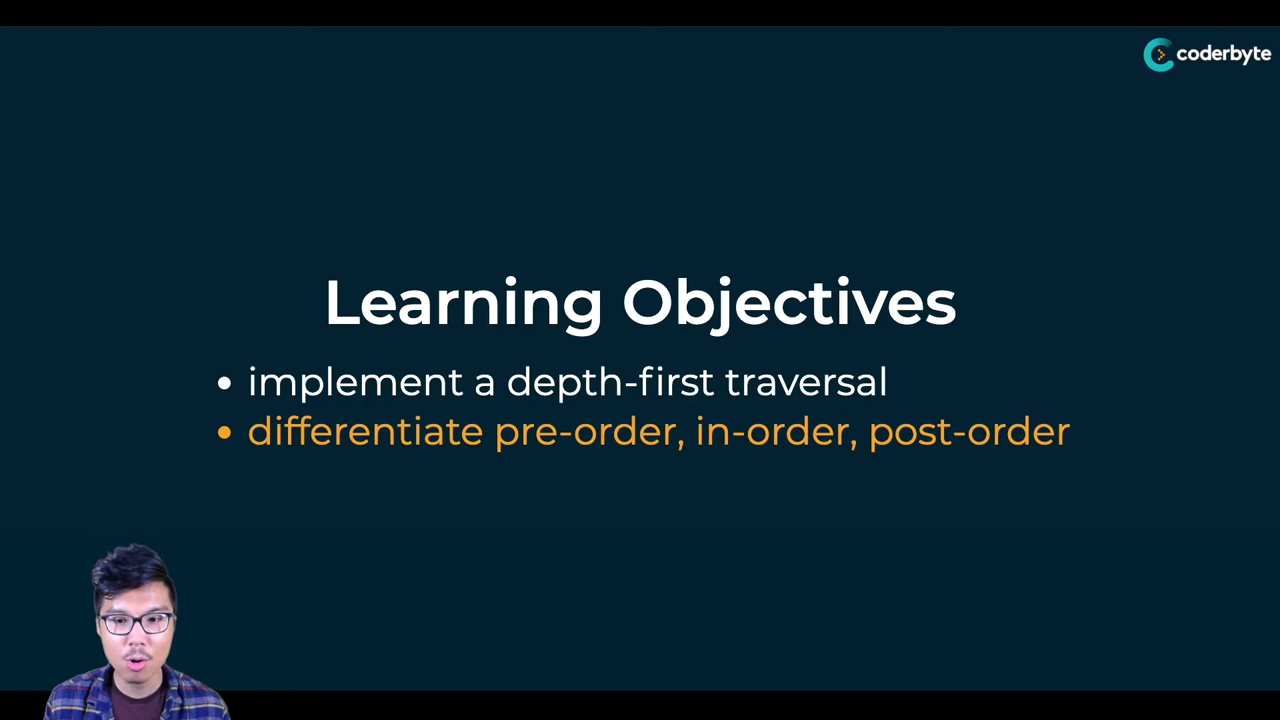 coderbyte
Learning Objectives
• implement a depth-first traversal
• differentiate pre-order, in-order, post-order